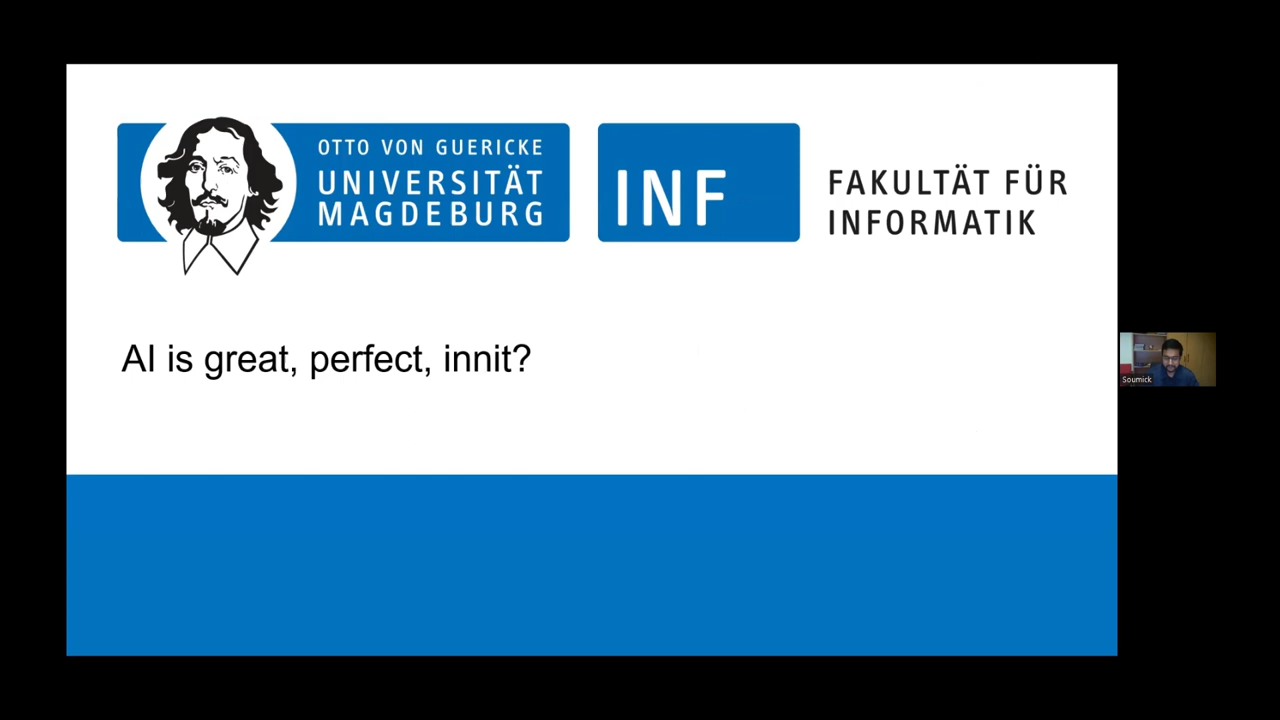 OTTO VON GUERICKE
UNIVERSITÄT
MAGDEBURG
INF
FAKULTÄT FÜR
INFORMATIK
AI is great, perfect, innit?
Soumick